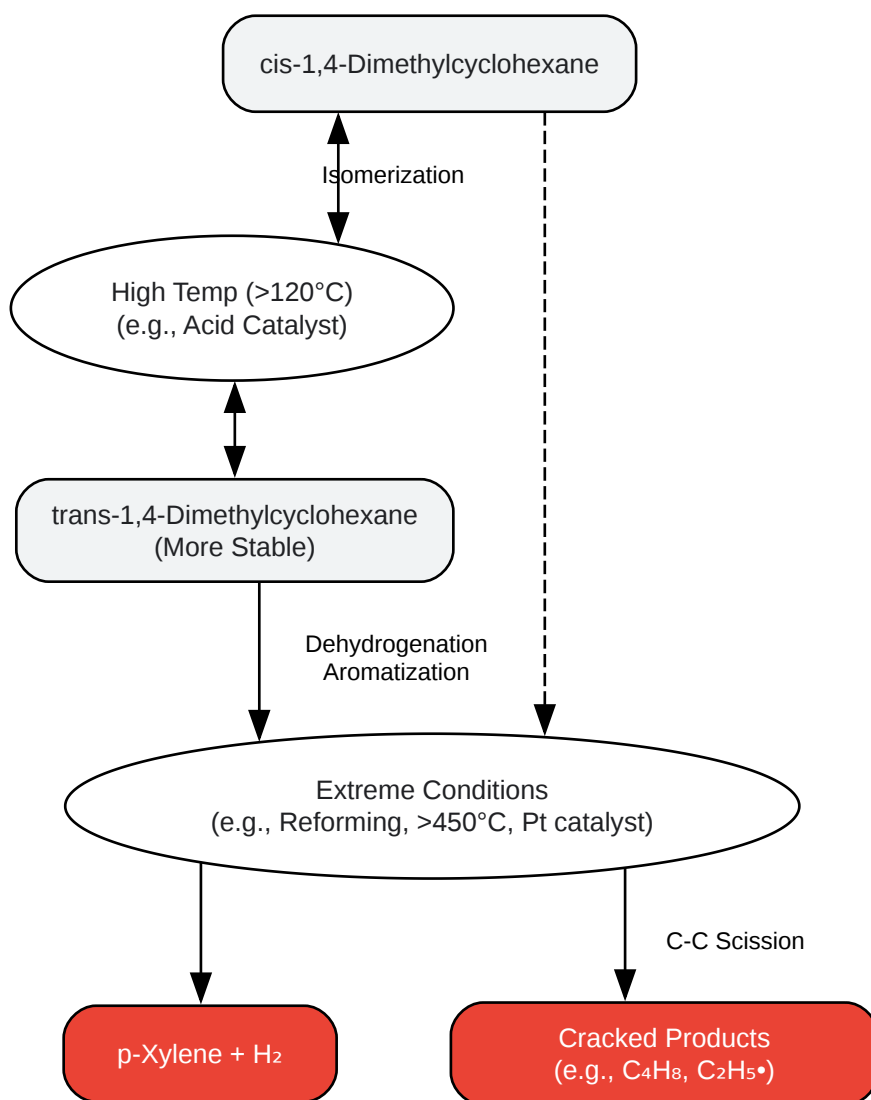 cis-1,4-Dimethylcyclohexane
Isomerization
High Temp (>120°C)
(e.g., Acid Catalyst)
trans-1,4-Dimethylcyclohexane
(More Stable)
Dehydrogenation
Aromatization
Extreme Conditions
(e.g., Reforming, >450°C, Pt catalyst)
C-C Scission
p-Xylene + H₂
Cracked Products
(e.g., C₄H₈, C₂H₅•)